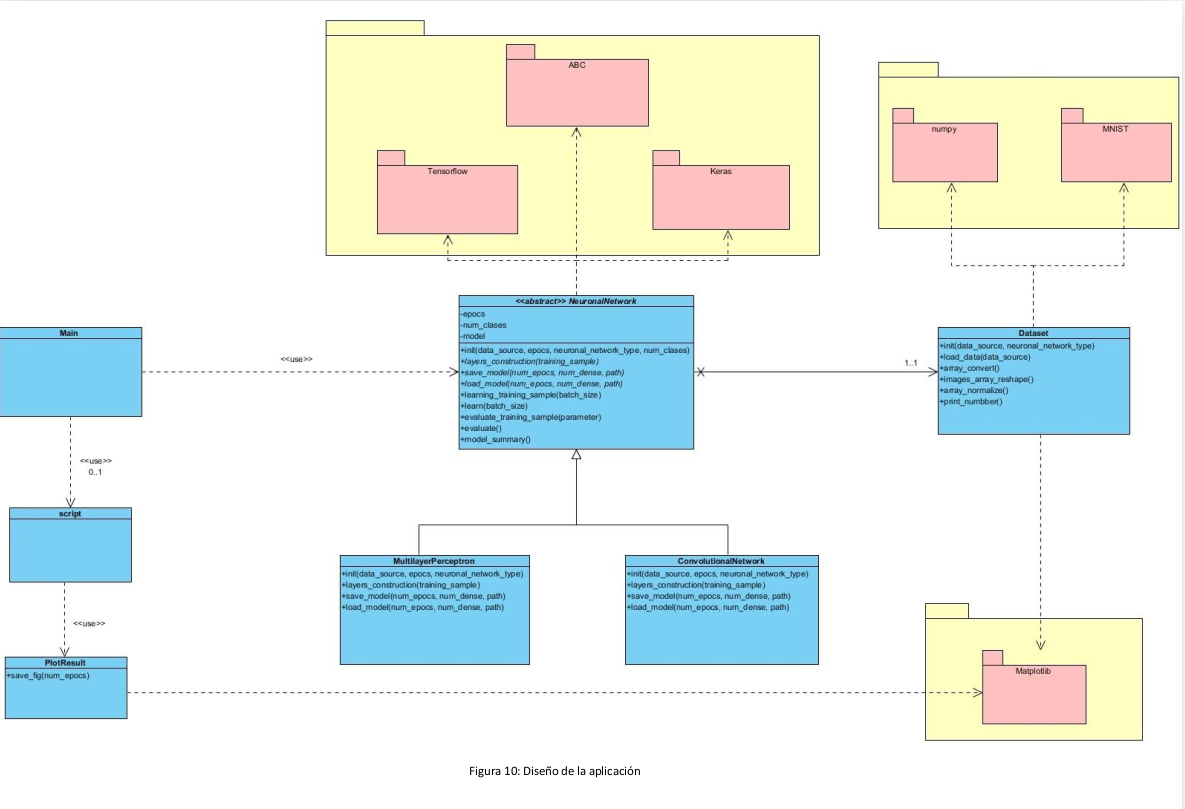 ABC
Tensorflow
Keras
numpy
MNIST
<<abstract>> NeuronalNetwork
-epocs
-num_clases
-model
+init(data_source, epocs, neuronal_network_type, num_clases)
+layers_construction(training_sample)
+save_model(num_epocs, num_dense, path)
+load_model(num_epocs, num_dense, path)
+learning_training_sample(batch_size)
+learn(batch_size)
+evaluate_training_sample(parameter)
+evaluate()
+model_summary()
Main
<<use>>
1..1
Dataset
+init(data_source, neuronal_network_type)
+load_data(data_source)
+array_convert()
+images_array_reshape()
+array_normalize()
+print_numbber()
<<use>>
0..1
script
MultilayerPerceptron
+init(data_source, epocs, neuronal_network_type)
+layers_construction(training_sample)
+save_model(num_epocs, num_dense, path)
+load_model(num_epocs, num_dense, path)
ConvolutionalNetwork
+init(data_source, epocs, neuronal_network_type)
+layers_construction(training_sample)
+save_model(num_epocs, num_dense, path)
+load_model(num_epocs, num_dense, path)
<<use>>
PlotResult
+save_fig(num_epocs)
Matplotlib
Figura 10: Diseño de la aplicación